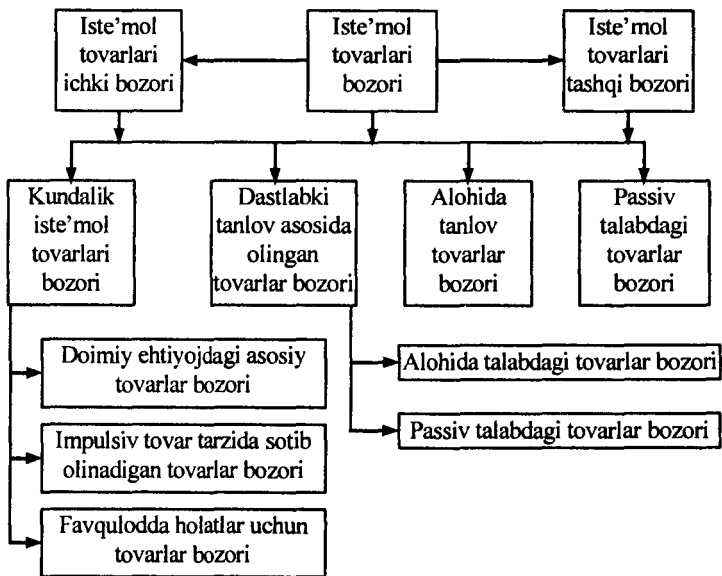 Iste'mol
tovarlari
ichki bozori
Iste'mol
tovarlari
bozori
Iste'mol
tovarlari
tashqi bozori
Kundalik
iste'mol
tovarlari
bozori
Dastlabki
tanlov asosida
olingan
tovarlar bozori
Alohida
tanlov
tovarlar
bozori
Passiv
talabdagi
tovarlar
bozori
Doimiy ehtiyojdagi asosiy
tovarlar bozori
Impulsiv tovar tarzida sotib
olinadigan tovarlar bozori
Favqulodda holatlar uchun
tovarlar bozori
Alohida talabdagi tovarlar bozori
Passiv talabdagi tovarlar bozori